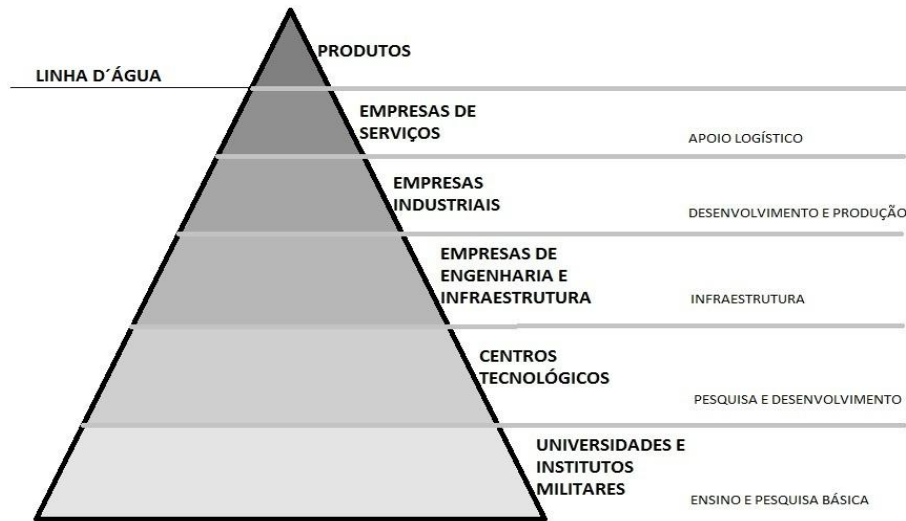 PRODUTOS
LINHA D´ÁGUA
EMPRESAS DE
SERVIÇOS
APOIO LOGÍSTICO
EMPRESAS
INDUSTRIAIS
DESENVOLVIMENTO E PRODUÇÃO
EMPRESAS DE
ENGENHARIA E
INFRAESTRUTURA
INFRAESTRUTURA
CENTROS
TECNOLÓGICOS
PESQUISA E DESENVOLVIMENTO
UNIVERSIDADES E
INSTITUTOS
MILITARES
ENSINO E PESQUISA BÁSICA